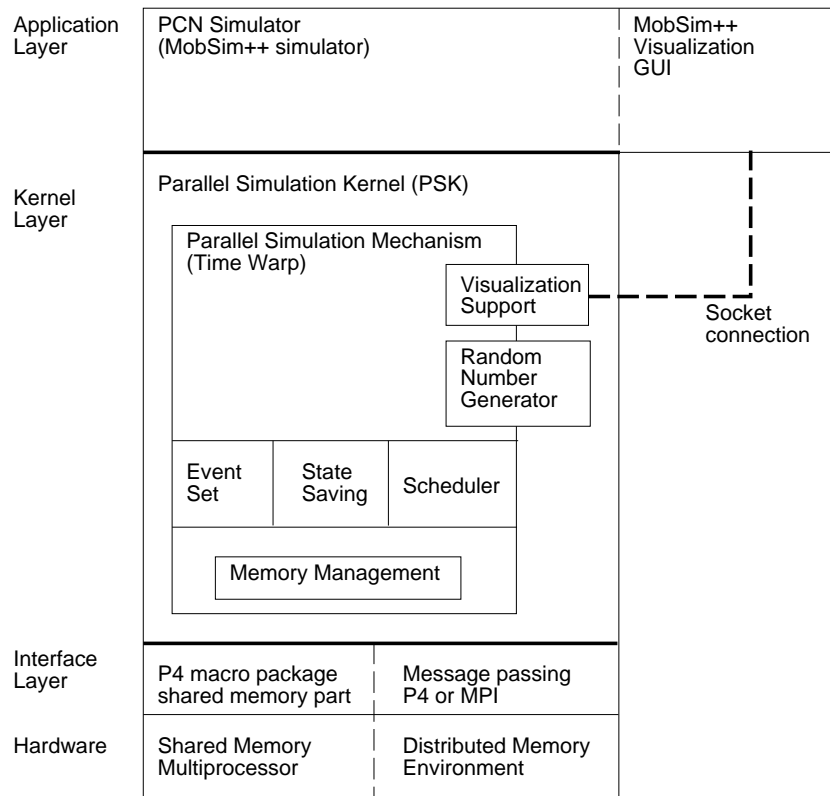 Application
Layer
PCN Simulator
(MobSim++ simulator)
MobSim++
Visualization
GUI
Kernel
Layer
Parallel Simulation Kernel (PSK)
Parallel Simulation Mechanism
(Time Warp)
Visualization
Support
Socket
connection
Random
Number
Generator
Event
Set
State
Saving
Scheduler
Memory Management
Interface
Layer
P4 macro package
shared memory part
Message passing
P4 or MPI
Hardware
Shared Memory
Multiprocessor
Distributed Memory
Environment